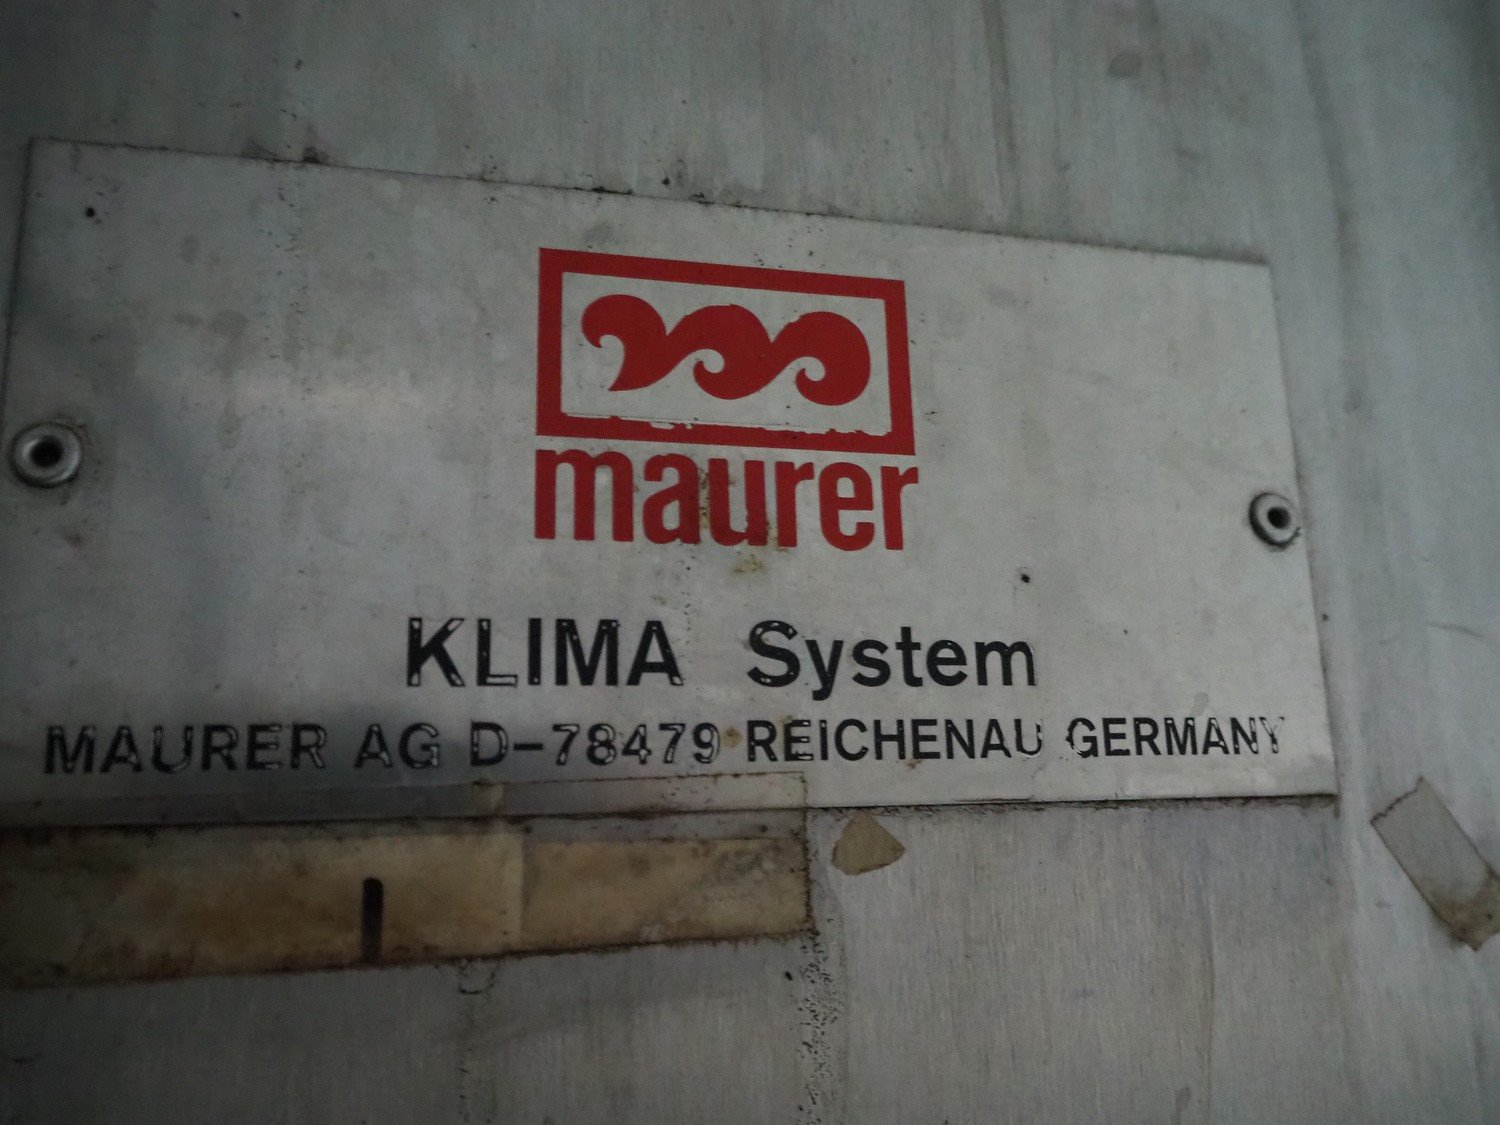 maurer
KLIMA System
MAURER AG D-78479 REICHENAU GERMANY